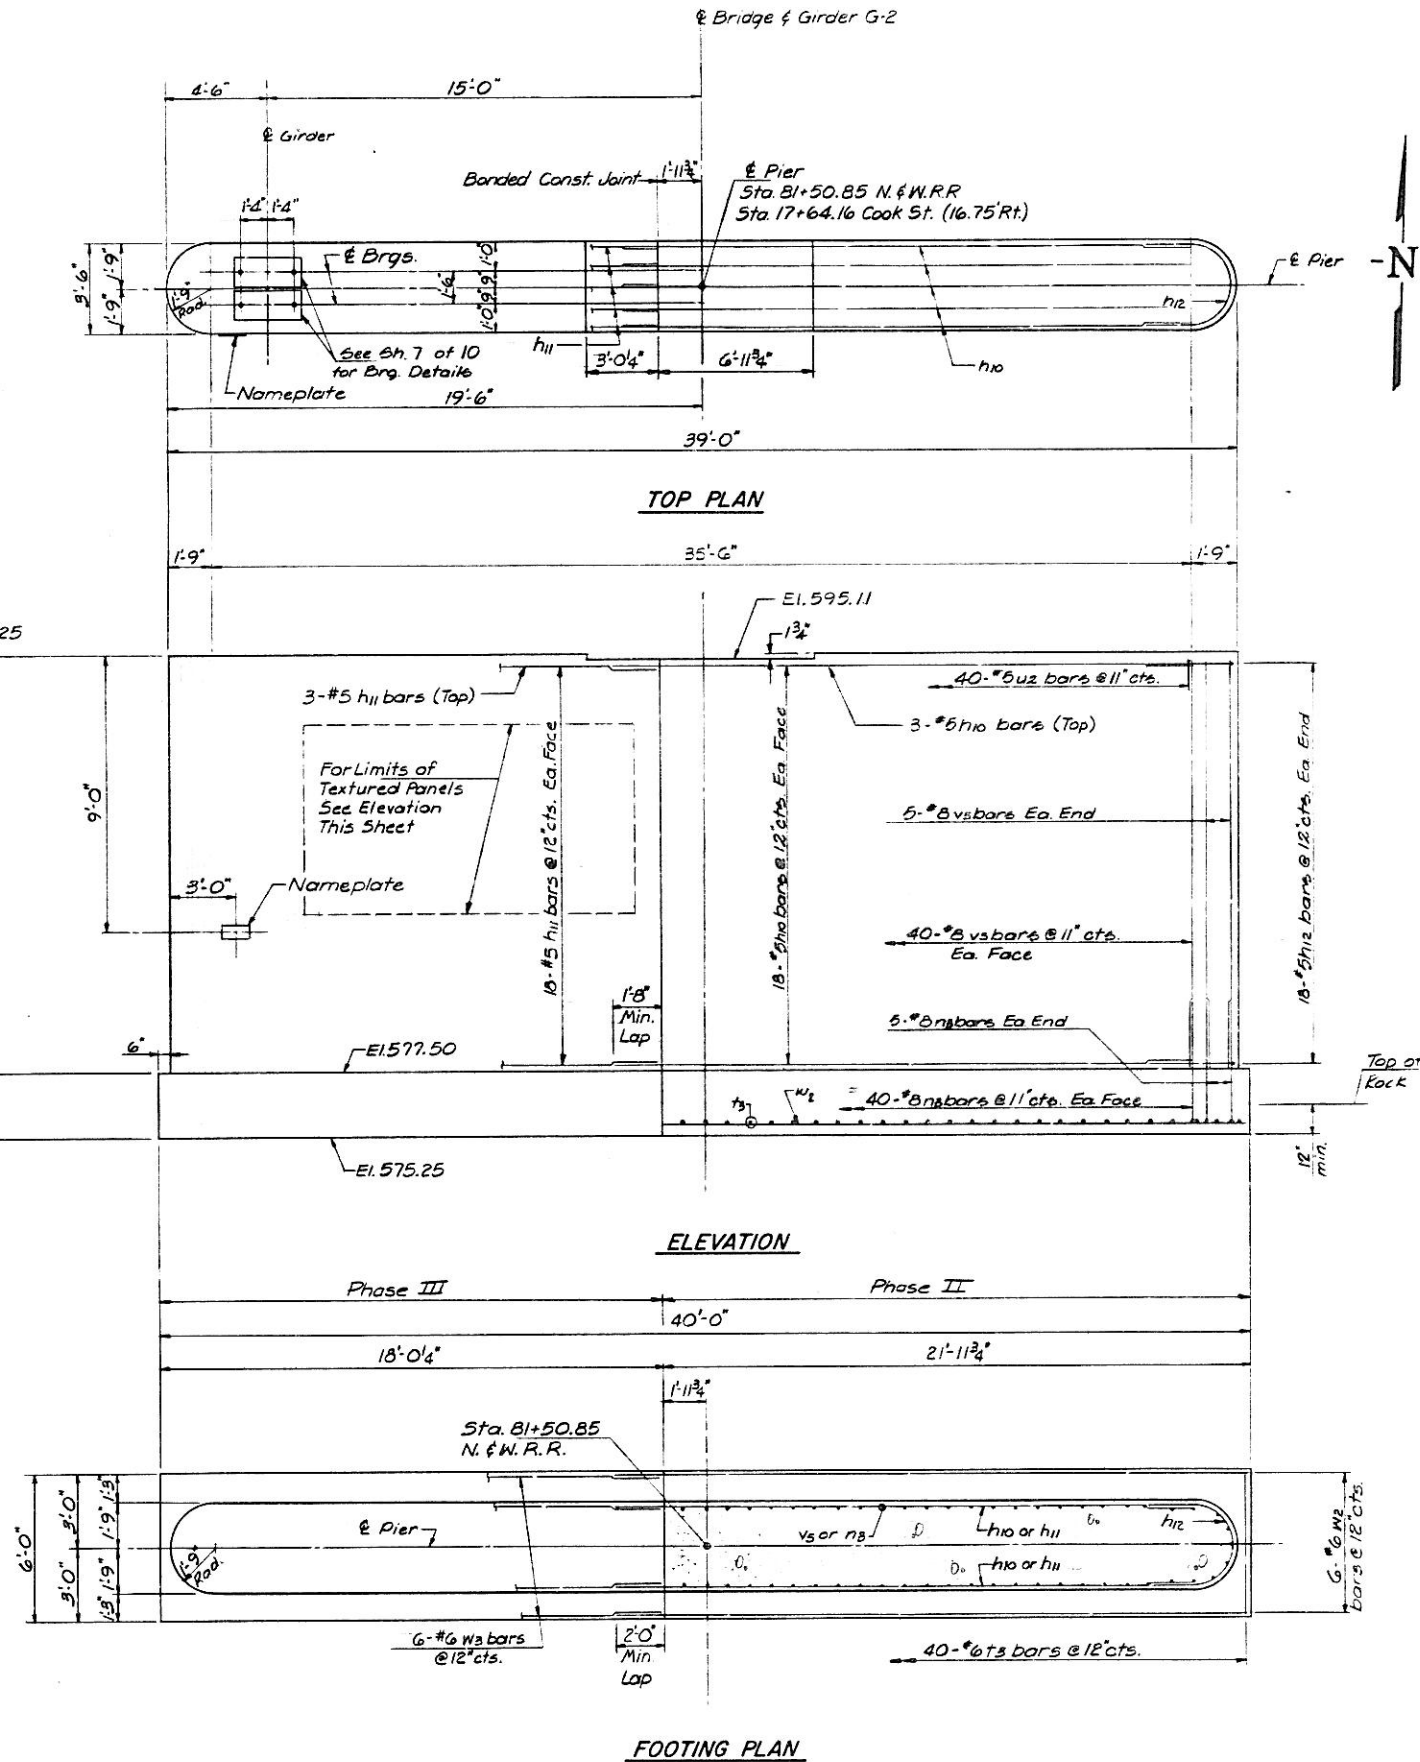 ℄ Bridge & Girder G-2
4'-6"
15'-0"
℄ Girder
Bonded Const. Joint
1'-11¾"
℄ Pier
Sta. 81+50.85 N.&W.R.R
Sta. 17+64.16 Cook St. (16.75'Rt.)
1'-4"
1'-4"
℄ Brgs.
3'-6"
1'-9"
1'-9"
1'-9"
Rad.
1'-0"
9"
9"
1'-0"
1'-6"
℄ Pier
N
h12
See Sh. 7 of 10
for Brg. Details
h11
3'-0¼"
6'-11¾"
h10
Nameplate
19'-6"
39'-0"
TOP PLAN
1'-9"
35'-6"
1'-9"
El. 595.11
25
1¾"
40-#5u2 bars @ 11" cts.
3-#5 h11 bars (Top)
3-#5h10 bars (Top)
For Limits of
Textured Panels
See Elevation
This Sheet
18-#5 h11 bars @ 12" cts. Ea. Face
18-#5h10 bars @ 12" cts. Ea. Face
18-#5h12 bars @ 12" cts. Ea. End
9'-0"
5-#8 v5 bars Ea. End
3'-0"
Nameplate
40-#8 v5 bars @ 11" cts.
Ea. Face
1'-8"
Min.
Lap
5-#8 n3 bars Ea End
6"
El. 577.50
Top of
Rock
t3
w2
40-#8 n3 bars @ 11" cts. Ea. Face
El. 575.25
12"
min.
ELEVATION
Phase III
Phase II
40'-0"
18'-0¼"
21'-11¾"
1'-11¾"
Sta. 81+50.85
N. & W. R. R.
6'-0"
3'-0"
3'-0"
1'-3"
1'-9"
1'-9"
1'-3"
℄ Pier
1'-9"
Rad.
v5 or n3
h10 or h11
h12
h10 or h11
6-#6 w2
bars @ 12" cts.
6-#6 w3 bars
@ 12" cts.
2'-0"
Min
Lap
40-#6 t3 bars @ 12" cts.
FOOTING PLAN